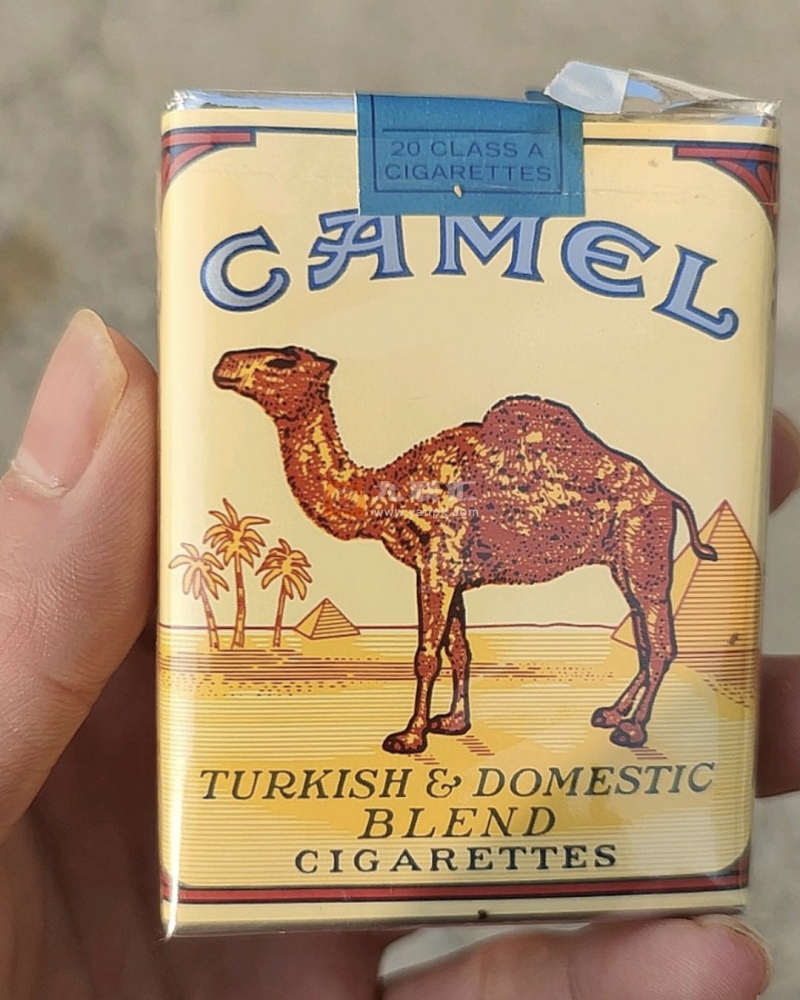 20 CLASS A
CIGARETTES
CAMEL
TURKISH & DOMESTIC
BLEND
CIGARETTES